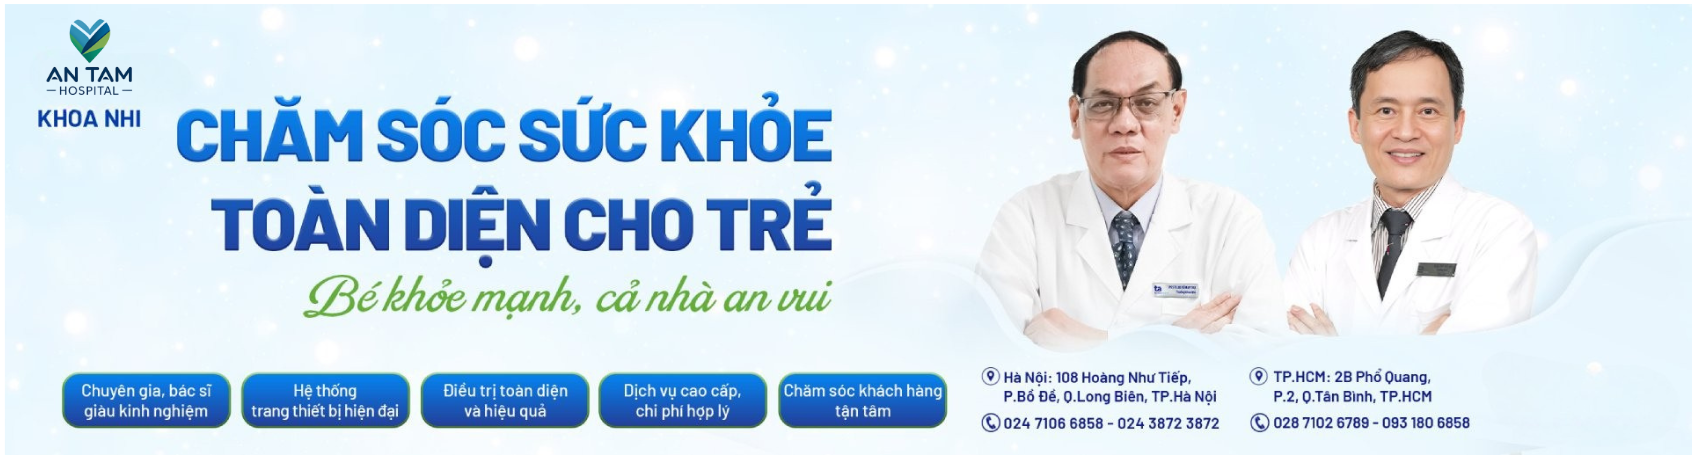 AN TAM
HOSPITAL
KHOA NHI
CHĂM SÓC SỨC KHỎE
TOÀN DIỆN CHO TRẺ
Bé khỏe mạnh, cả nhà an vui
Chuyên gia, bác sĩ
giàu kinh nghiệm
Hệ thống
trang thiết bị hiện đại
Điều trị toàn diện
và hiệu quả
Dịch vụ cao cấp,
chi phí hợp lý
Chăm sóc khách hàng
tận tâm
Hà Nội: 108 Hoàng Như Tiếp,
P.Bồ Đề, Q.Long Biên, TP.Hà Nội
024 7106 6858 - 024 3872 3872
TP.HCM: 2B Phổ Quang,
P.2, Q.Tân Bình, TP.HCM
028 7102 6789 - 093 180 6858